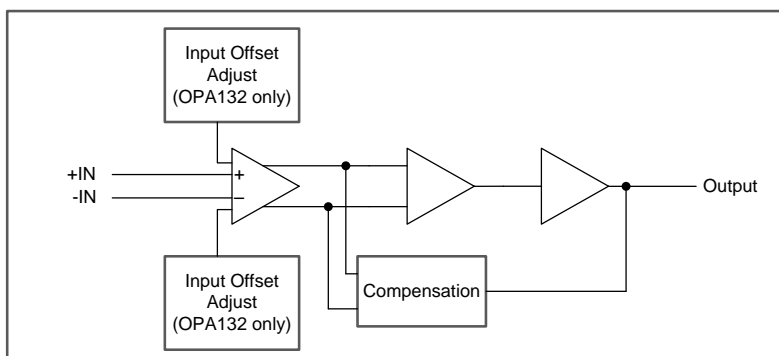 Input Offset
Adjust
(OPA132 only)
+IN
-IN
+
−
Output
Compensation
Input Offset
Adjust
(OPA132 only)